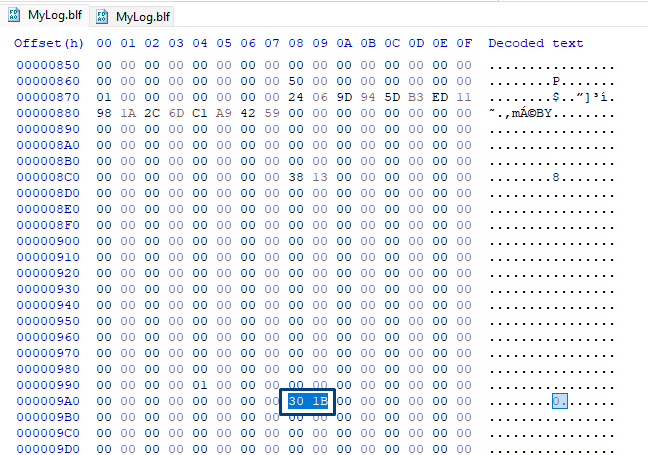 MyLog.blf MyLog.blf
Offset(h) 00 01 02 03 04 05 06 07 08 09 0A 0B 0C 0D 0E 0F Decoded text
00000850 00 00 00 00 00 00 00 00 00 00 00 00 00 00 00 00 ................
00000860 00 00 00 00 00 00 00 00 50 00 00 00 00 00 00 00 ........P.......
00000870 01 00 00 00 00 00 00 00 24 06 9D 94 5D B3 ED 11 ........$..”]³í.
00000880 98 1A 2C 6D C1 A9 42 59 00 00 00 00 00 00 00 00 ˜.,mÁ©BY........
00000890 00 00 00 00 00 00 00 00 00 00 00 00 00 00 00 00 ................
000008A0 00 00 00 00 00 00 00 00 00 00 00 00 00 00 00 00 ................
000008B0 00 00 00 00 00 00 00 00 00 00 00 00 00 00 00 00 ................
000008C0 00 00 00 00 00 00 00 00 38 13 00 00 00 00 00 00 ........8.......
000008D0 00 00 00 00 00 00 00 00 00 00 00 00 00 00 00 00 ................
000008E0 00 00 00 00 00 00 00 00 00 00 00 00 00 00 00 00 ................
000008F0 00 00 00 00 00 00 00 00 00 00 00 00 00 00 00 00 ................
00000900 00 00 00 00 00 00 00 00 00 00 00 00 00 00 00 00 ................
00000910 00 00 00 00 00 00 00 00 00 00 00 00 00 00 00 00 ................
00000920 00 00 00 00 00 00 00 00 00 00 00 00 00 00 00 00 ................
00000930 00 00 00 00 00 00 00 00 00 00 00 00 00 00 00 00 ................
00000940 00 00 00 00 00 00 00 00 00 00 00 00 00 00 00 00 ................
00000950 00 00 00 00 00 00 00 00 00 00 00 00 00 00 00 00 ................
00000960 00 00 00 00 00 00 00 00 00 00 00 00 00 00 00 00 ................
00000970 00 00 00 00 00 00 00 00 00 00 00 00 00 00 00 00 ................
00000980 00 00 00 00 00 00 00 00 00 00 00 00 00 00 00 00 ................
00000990 00 00 00 00 01 00 00 00 00 00 00 00 00 00 00 00 ................
000009A0 00 00 00 00 00 00 00 00 30 1B 00 00 00 00 00 00 ........0.......
000009B0 00 00 00 00 00 00 00 00 00 00 00 00 00 00 00 00 ................
000009C0 00 00 00 00 00 00 00 00 00 00 00 00 00 00 00 00 ................
000009D0 00 00 00 00 00 00 00 00 00 00 00 00 00 00 00 00 ................